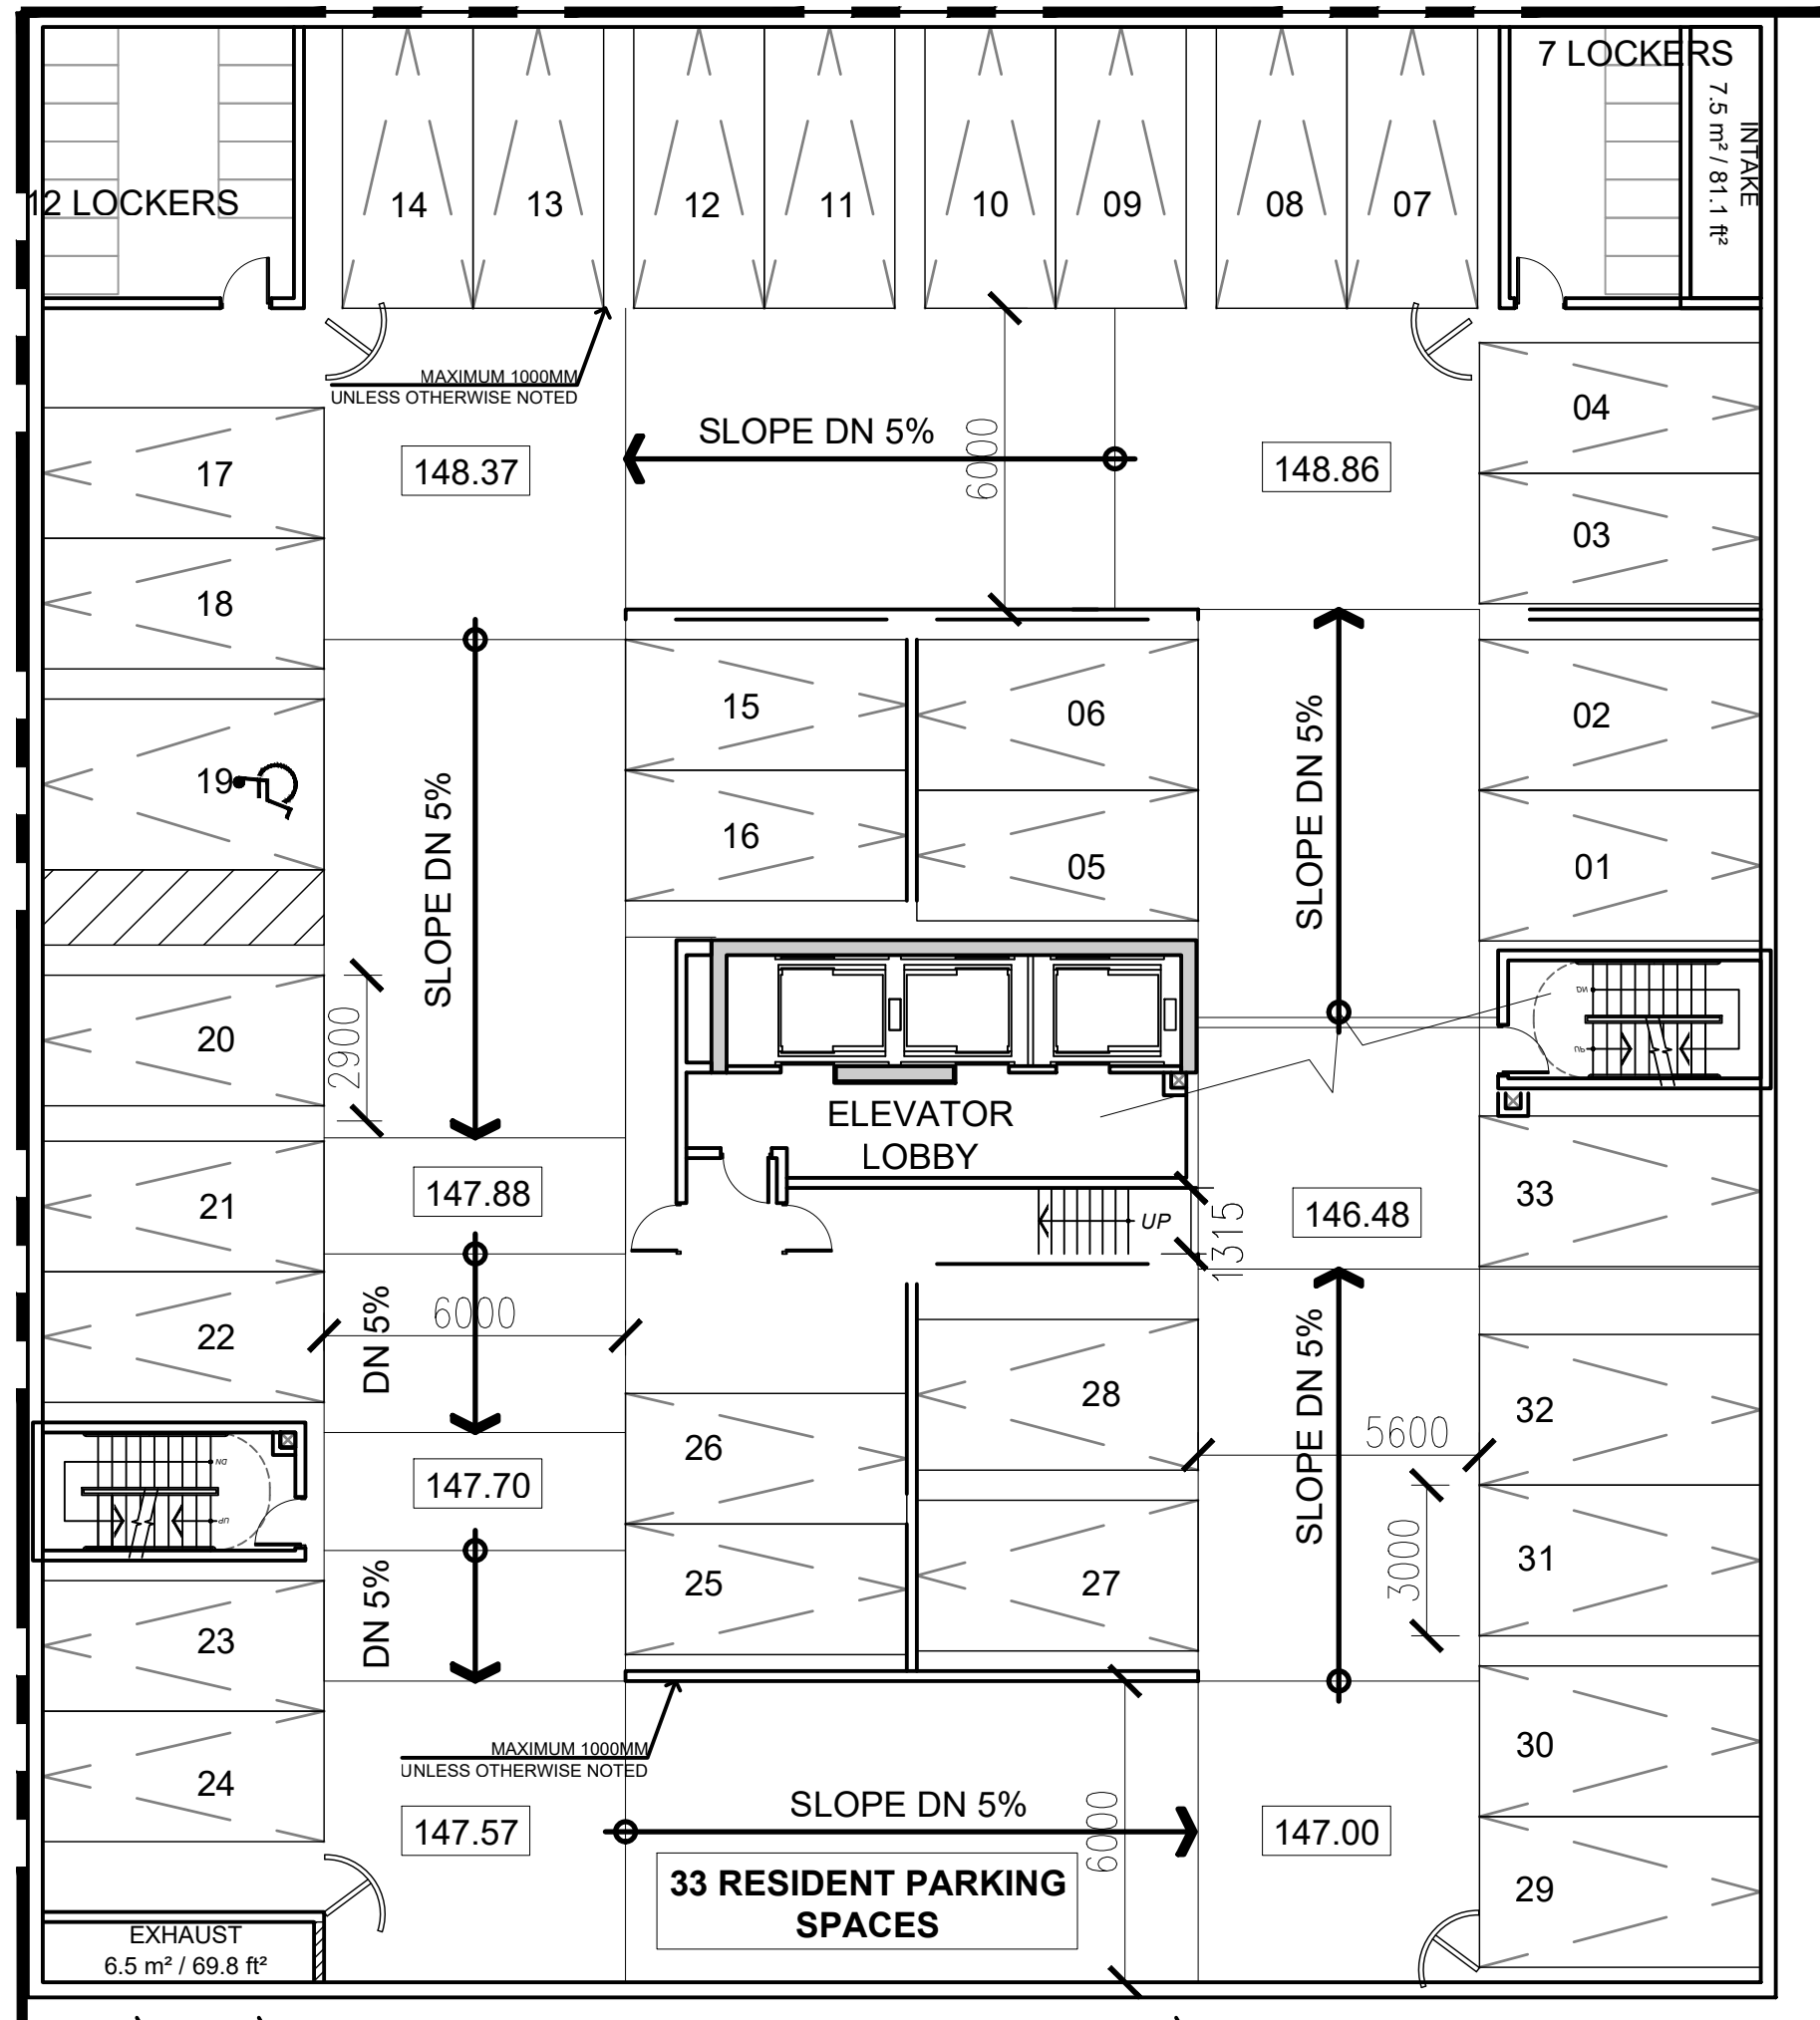 7 LOCKERS
INTAKE
7.5 m² / 81.1 ft²
12 LOCKERS
14
13
12
11
10
09
08
07
MAXIMUM 1000MM
UNLESS OTHERWISE NOTED
04
SLOPE DN 5%
6000
17
148.37
148.86
03
18
15
06
02
SLOPE DN 5%
19
SLOPE DN 5%
16
05
01
DN
UP
20
2900
ELEVATOR
LOBBY
21
147.88
UP
1315
146.48
33
22
DN 5%
6000
28
SLOPE DN 5%
5600
32
26
DN
UP
147.70
25
27
3000
31
23
DN 5%
24
MAXIMUM 1000MM
UNLESS OTHERWISE NOTED
30
SLOPE DN 5%
147.57
6000
147.00
33 RESIDENT PARKING
SPACES
29
EXHAUST
6.5 m² / 69.8 ft²